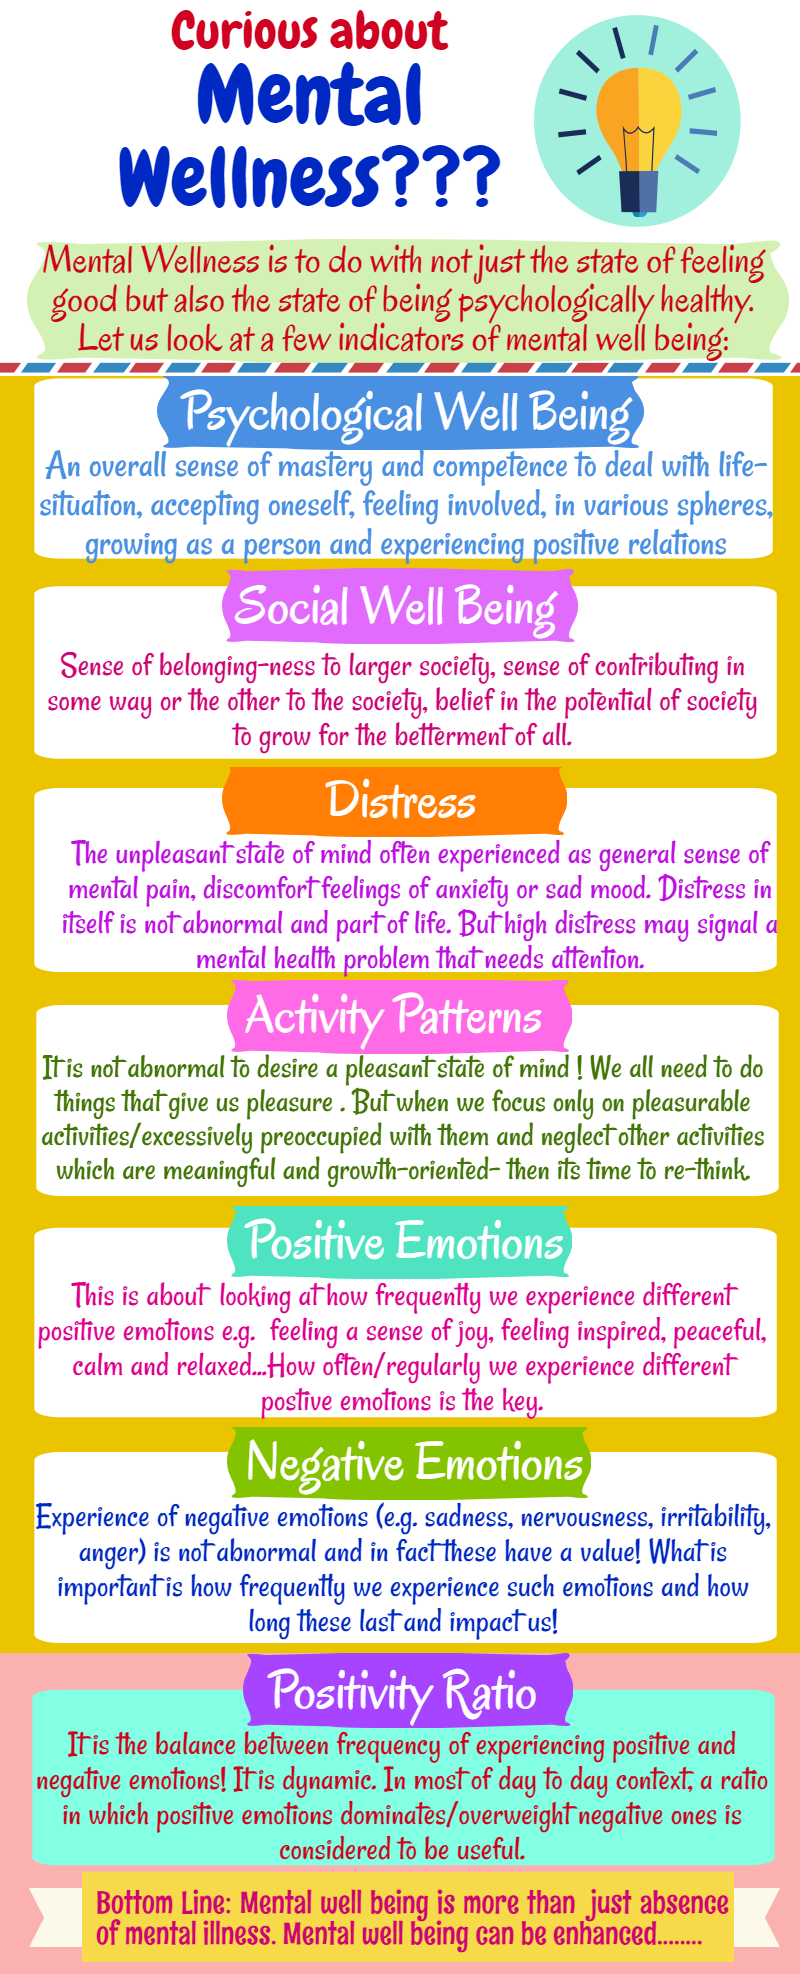 Curious about
Mental
Wellness???
Mental Wellness is to do with not just the state of feeling
good but also the state of being psychologically healthy.
Let us look at a few indicators of mental well being:
Psychological Well Being
An overall sense of mastery and competence to deal with life-
situation, accepting oneself, feeling involved, in various spheres,
growing as a person and experiencing positive relations
Social Well Being
Sense of belonging-ness to larger society, sense of contributing in
some way or the other to the society, belief in the potential of society
to grow for the betterment of all.
Distress
The unpleasant state of mind often experienced as general sense of
mental pain, discomfort feelings of anxiety or sad mood. Distress in
itself is not abnormal and part of life. But high distress may signal a
mental health problem that needs attention.
Activity Patterns
It is not abnormal to desire a pleasant state of mind ! We all need to do
things that give us pleasure . But when we focus only on pleasurable
activities/excessively preoccupied with them and neglect other activities
which are meaningful and growth-oriented- then its time to re-think.
Positive Emotions
This is about looking at how frequently we experience different
positive emotions e.g. feeling a sense of joy, feeling inspired, peaceful,
calm and relaxed...How often/regularly we experience different
postive emotions is the key.
Negative Emotions
Experience of negative emotions (e.g. sadness, nervousness, irritability,
anger) is not abnormal and in fact these have a value! What is
important is how frequently we experience such emotions and how
long these last and impact us!
Positivity Ratio
It is the balance between frequency of experiencing positive and
negative emotions! It is dynamic. In most of day to day context, a ratio
in which positive emotions dominates/overweight negative ones is
considered to be useful.
Bottom Line: Mental well being is more than just absence
of mental illness. Mental well being can be enhanced........